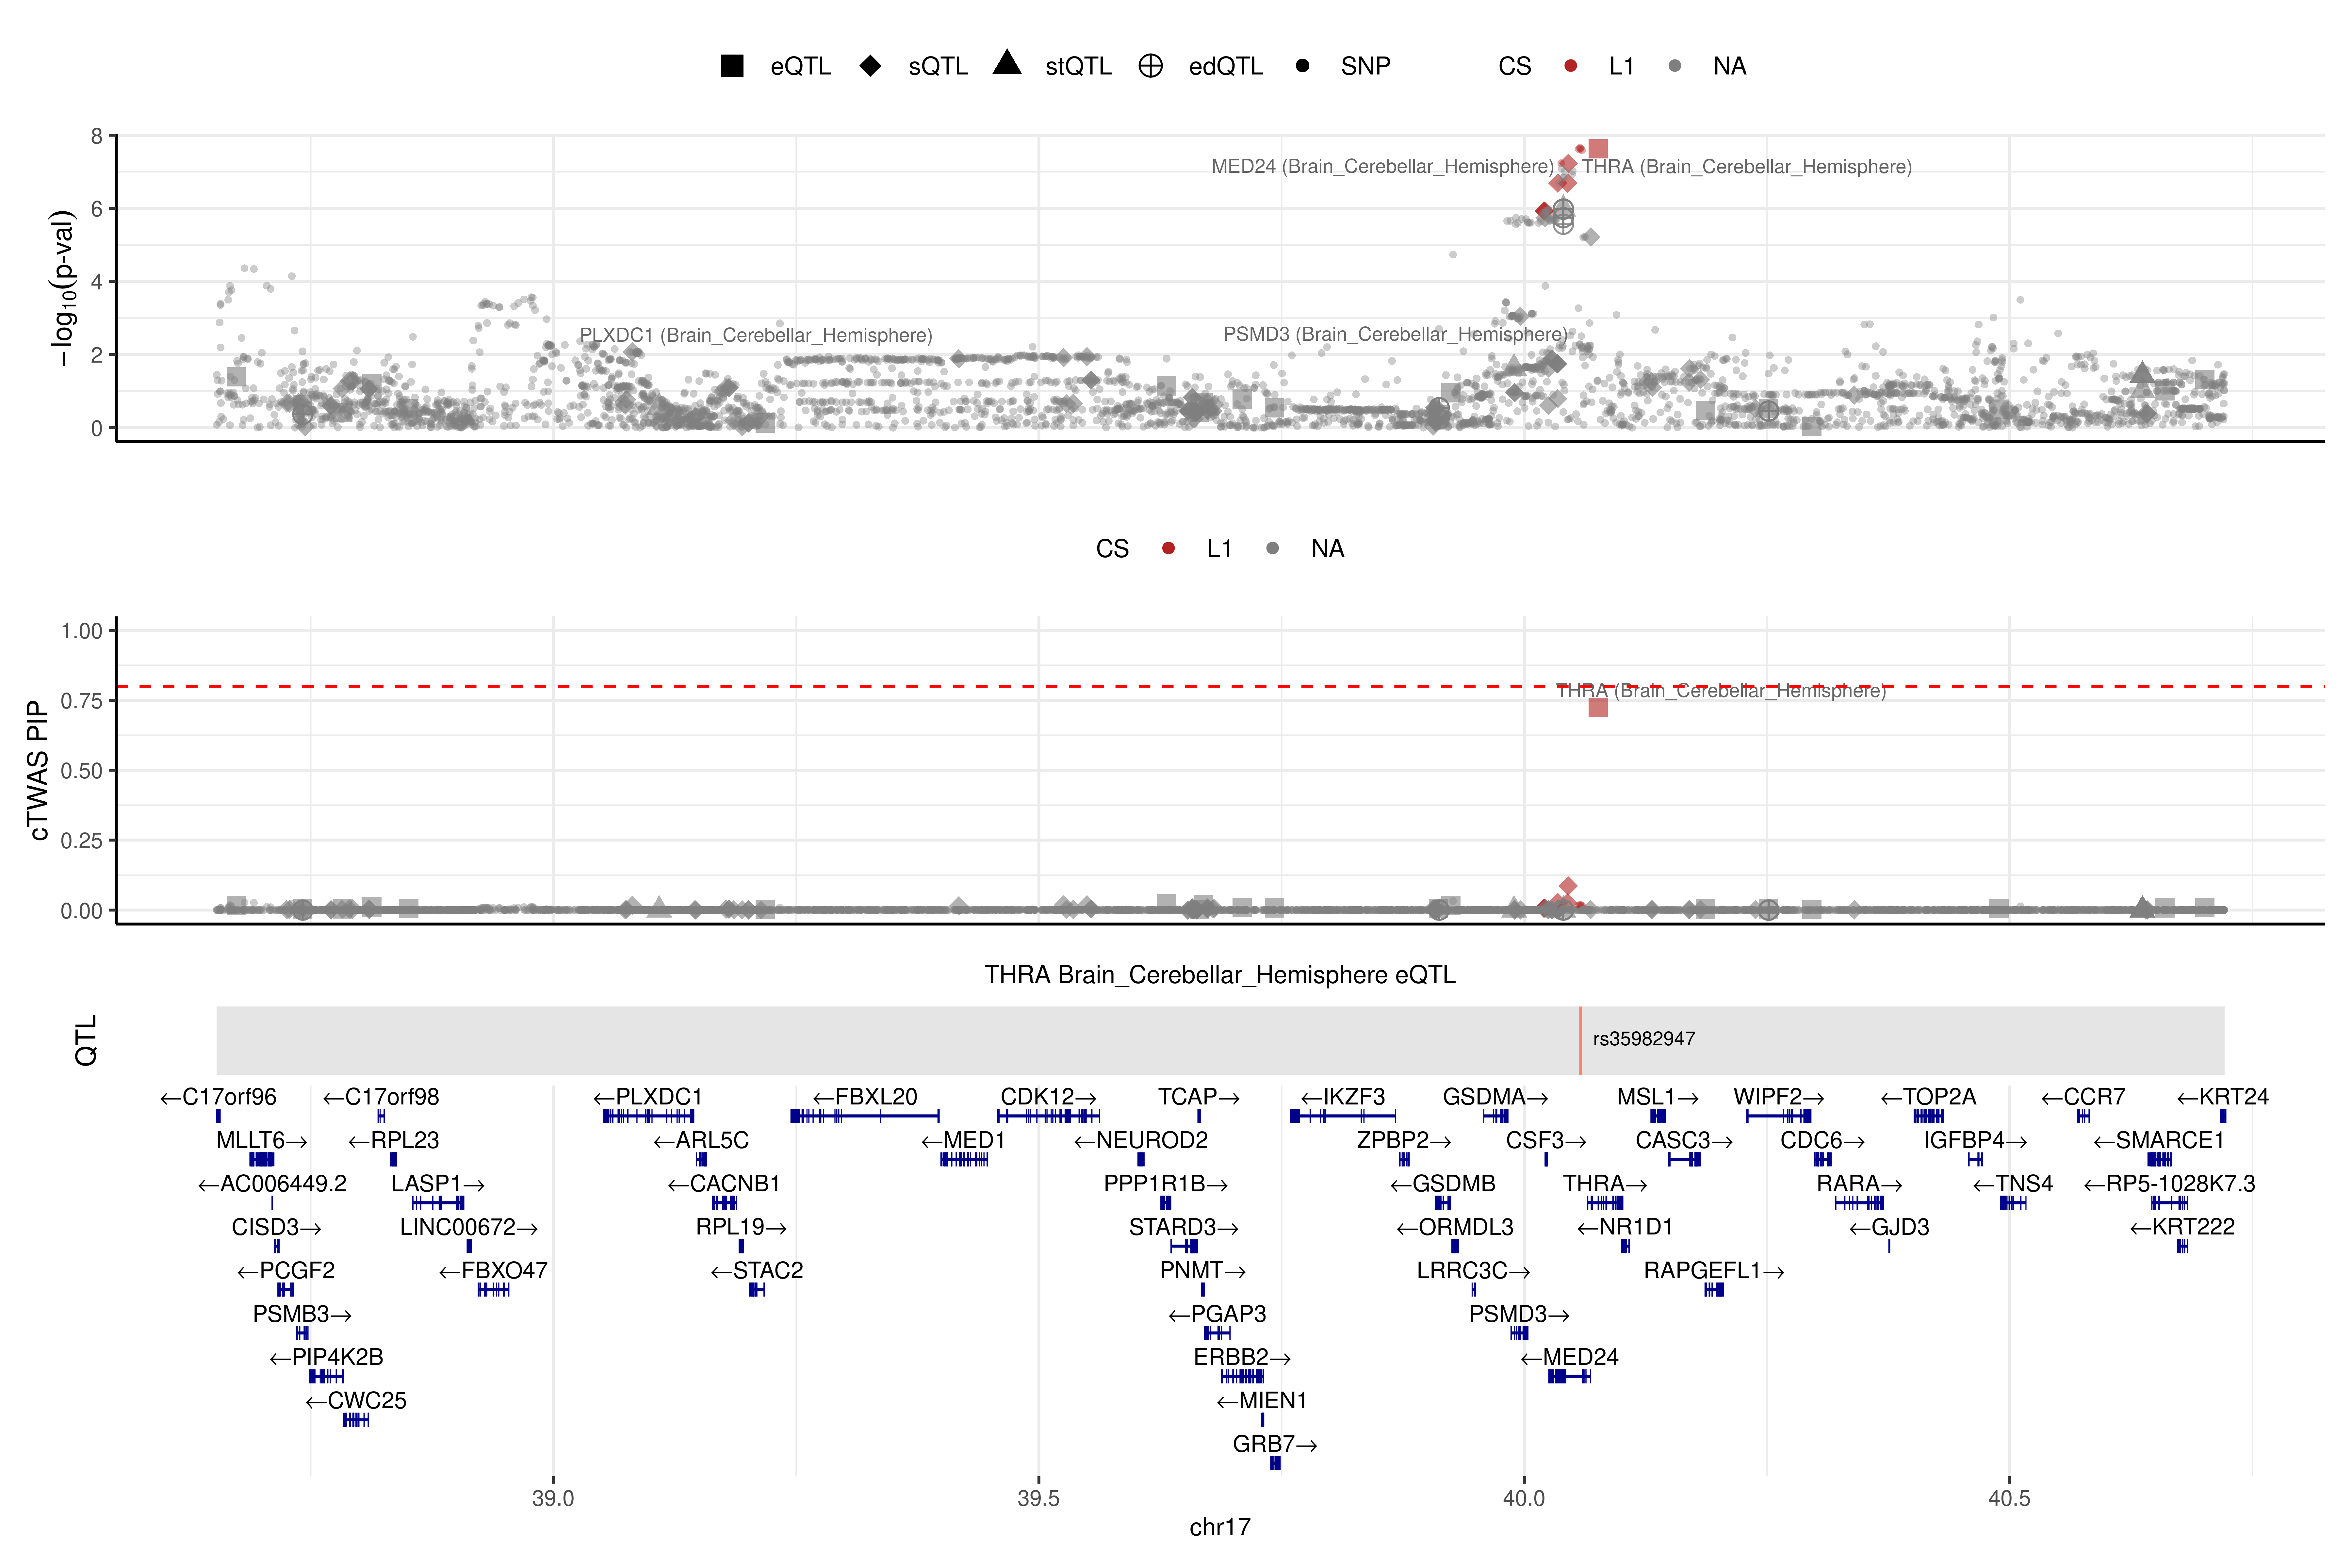 eQTL sQTL stQTL edQTL SNP CS L1 NA
8
6
4
2
0
−log10(p-val)
MED24 (Brain_Cerebellar_Hemisphere) THRA (Brain_Cerebellar_Hemisphere)
PLXDC1 (Brain_Cerebellar_Hemisphere) PSMD3 (Brain_Cerebellar_Hemisphere)
CS L1 NA
1.00
0.75
0.50
0.25
0.00
cTWAS PIP
THRA (Brain_Cerebellar_Hemisphere)
THRA Brain_Cerebellar_Hemisphere eQTL
QTL
rs35982947
←C17orf96 ←C17orf98 ←PLXDC1 ←FBXL20 CDK12→ TCAP→ ←IKZF3 GSDMA→ MSL1→ WIPF2→ ←TOP2A ←CCR7 ←KRT24
MLLT6→ ←RPL23 ←ARL5C ←MED1 ←NEUROD2 ZPBP2→ CSF3→ CASC3→ CDC6→ IGFBP4→ ←SMARCE1
←AC006449.2 LASP1→ ←CACNB1 PPP1R1B→ ←GSDMB THRA→ RARA→ ←TNS4 ←RP5-1028K7.3
CISD3→ LINC00672→ RPL19→ STARD3→ ←ORMDL3 ←NR1D1 ←GJD3 ←KRT222
←PCGF2 ←FBXO47 ←STAC2 PNMT→ LRRC3C→ RAPGEFL1→
PSMB3→ ←PGAP3 PSMD3→
←PIP4K2B ERBB2→ ←MED24
←CWC25 ←MIEN1
GRB7→
39.0 39.5 40.0 40.5
chr17